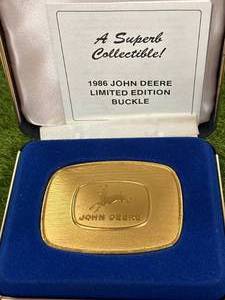 A Superb
Collectible!
1986 JOHN DEERE
LIMITED EDITION
BUCKLE
JOHN DEERE